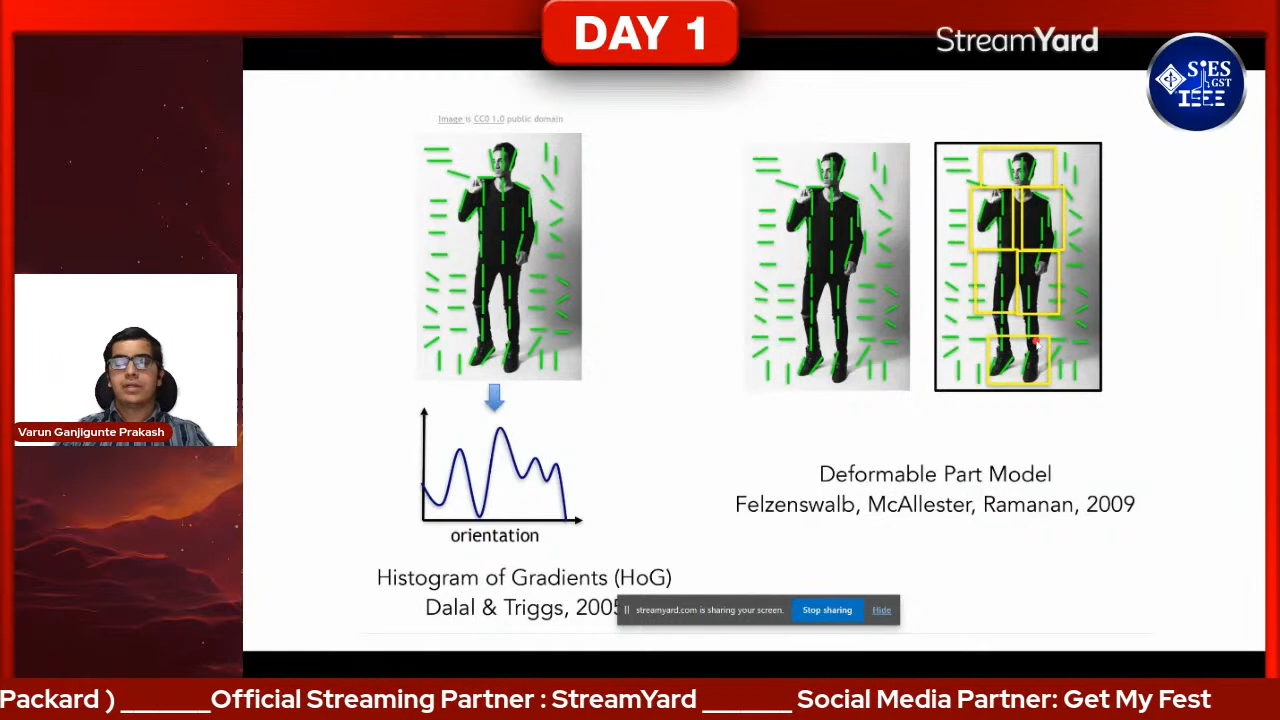 DAY 1
StreamYard
SiES
GST
IEEE
Image is CC0 1.0 public domain
Varun Ganjigunte Prakash
orientation
Histogram of Gradients (HoG)
Dalal & Triggs, 2005
Deformable Part Model
Felzenswalb, McAllester, Ramanan, 2009
streamyard.com is sharing your screen.
Stop sharing
Hide
Packard ) _______Official Streaming Partner : StreamYard _______ Social Media Partner: Get My Fest